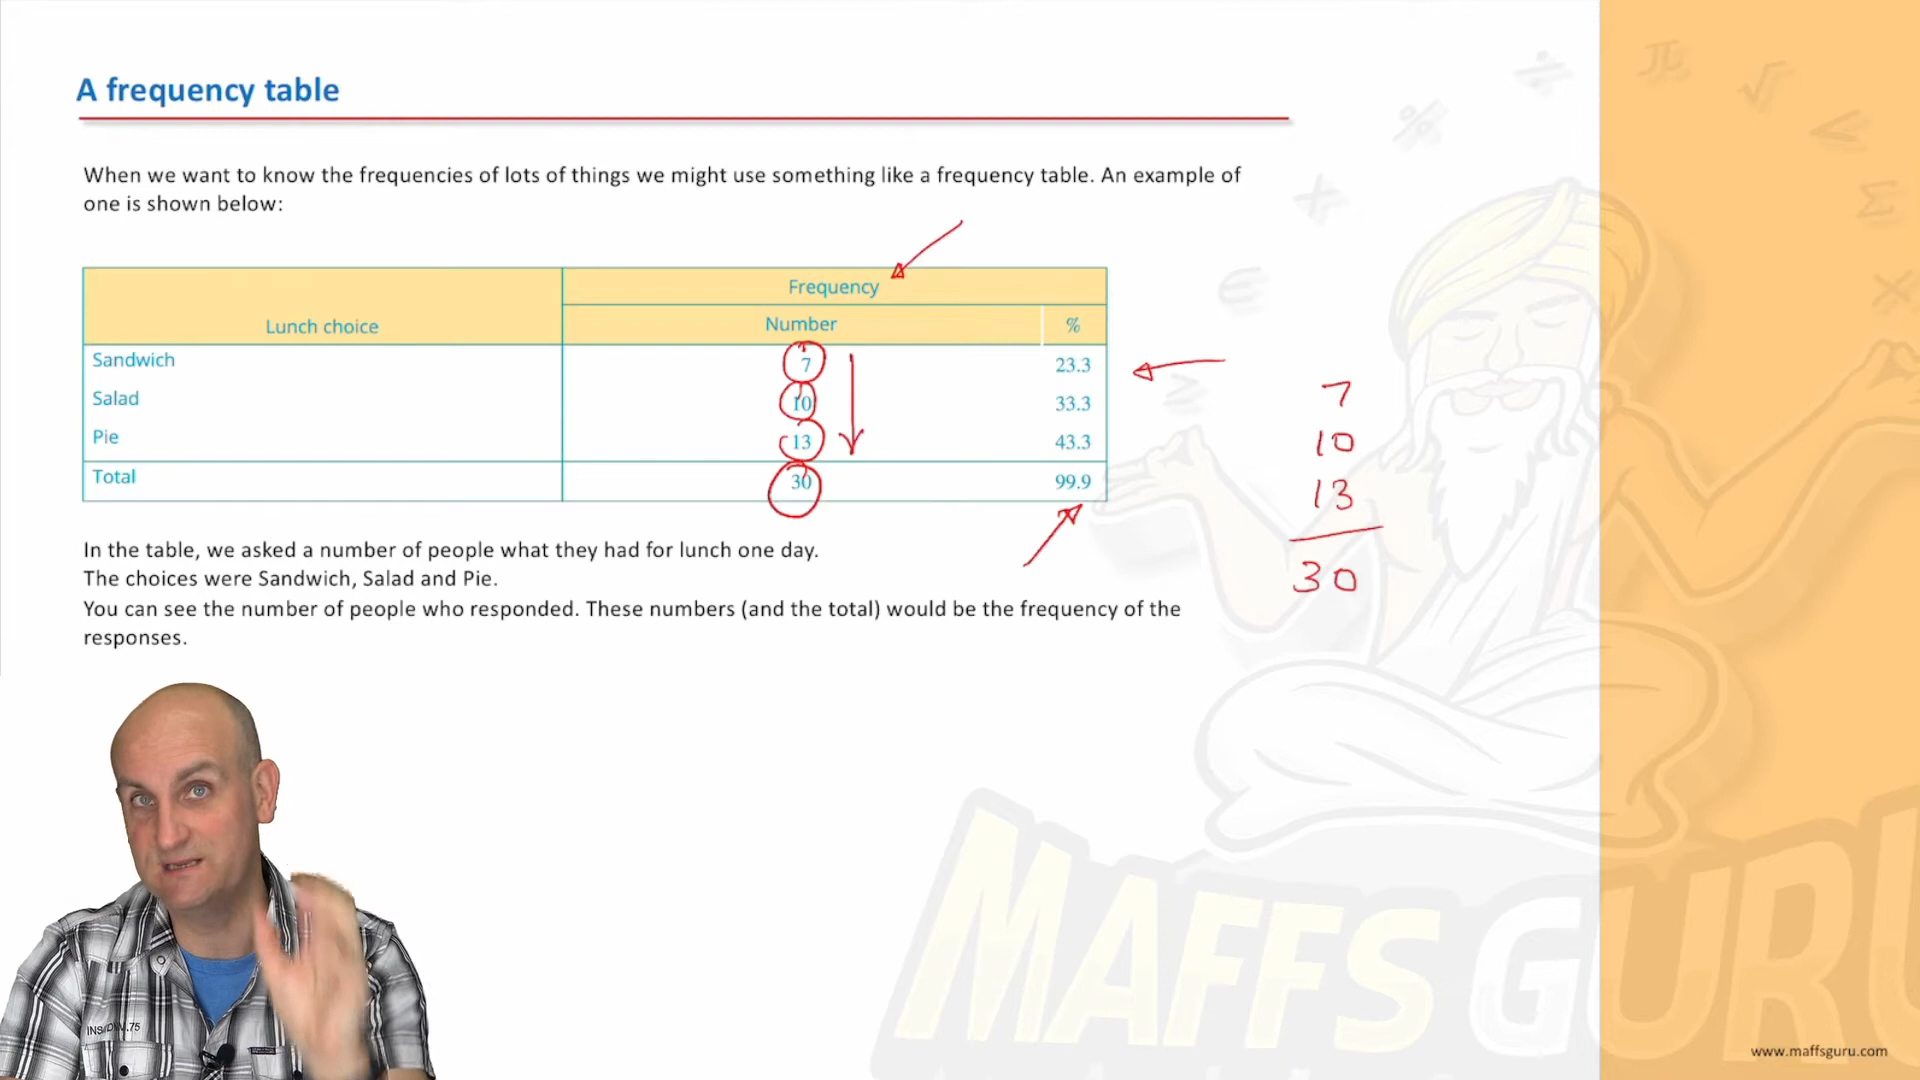 A frequency table
When we want to know the frequencies of lots of things we might use something like a frequency table. An example of
one is shown below:
Frequency
Lunch choice Number %
Sandwich 7 23.3
Salad 10 33.3
Pie 13 43.3
Total 30 99.9
7
10
13
30
In the table, we asked a number of people what they had for lunch one day.
The choices were Sandwich, Salad and Pie.
You can see the number of people who responded. These numbers (and the total) would be the frequency of the
responses.
MAFFS GURU
www.maffsguru.com